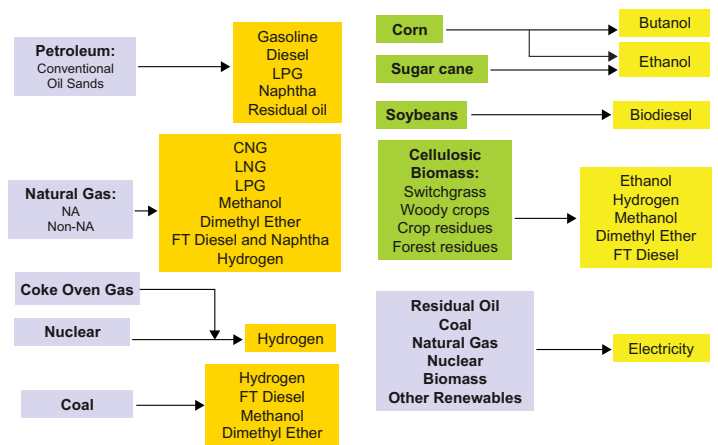 Petroleum:
Conventional
Oil Sands
Gasoline
Diesel
LPG
Naphtha
Residual oil
Natural Gas:
NA
Non-NA
CNG
LNG
LPG
Methanol
Dimethyl Ether
FT Diesel and Naphtha
Hydrogen
Coke Oven Gas
Nuclear
Hydrogen
Coal
Hydrogen
FT Diesel
Methanol
Dimethyl Ether
Corn
Butanol
Sugar cane
Ethanol
Soybeans
Biodiesel
Cellulosic
Biomass:
Switchgrass
Woody crops
Crop residues
Forest residues
Ethanol
Hydrogen
Methanol
Dimethyl Ether
FT Diesel
Residual Oil
Coal
Natural Gas
Nuclear
Biomass
Other Renewables
Electricity